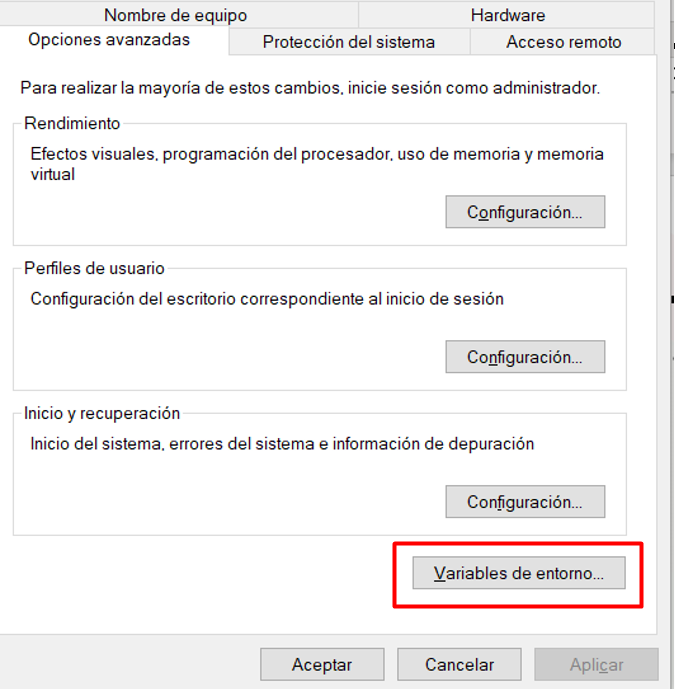 Nombre de equipo
Hardware
Opciones avanzadas
Protección del sistema
Acceso remoto
Para realizar la mayoría de estos cambios, inicie sesión como administrador.
Rendimiento
Efectos visuales, programación del procesador, uso de memoria y memoria
virtual
Configuración...
Perfiles de usuario
Configuración del escritorio correspondiente al inicio de sesión
Configuración...
Inicio y recuperación
Inicio del sistema, errores del sistema e información de depuración
Configuración...
Variables de entorno...
Aceptar
Cancelar
Aplicar